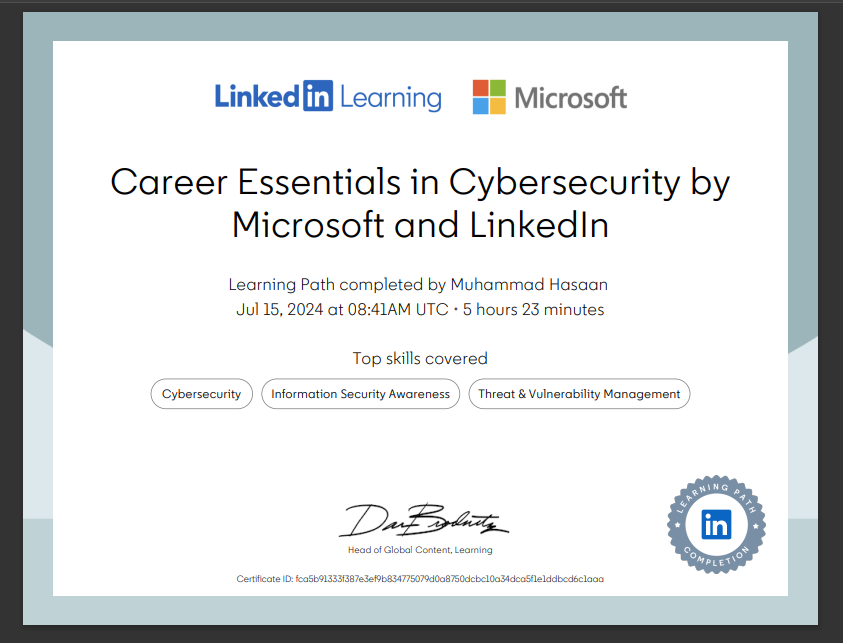 Linked in Learning Microsoft
Career Essentials in Cybersecurity by
Microsoft and LinkedIn
Learning Path completed by Muhammad Hasaan
Jul 15, 2024 at 08:41AM UTC • 5 hours 23 minutes
Top skills covered
Cybersecurity Information Security Awareness Threat & Vulnerability Management
LEARNING PATH
in
COMPLETION
Head of Global Content, Learning
Certificate ID: fca5b91333f387e3ef9b834775079d0a8750dcbc10a34dca5f1e1ddbcd6c1aaa